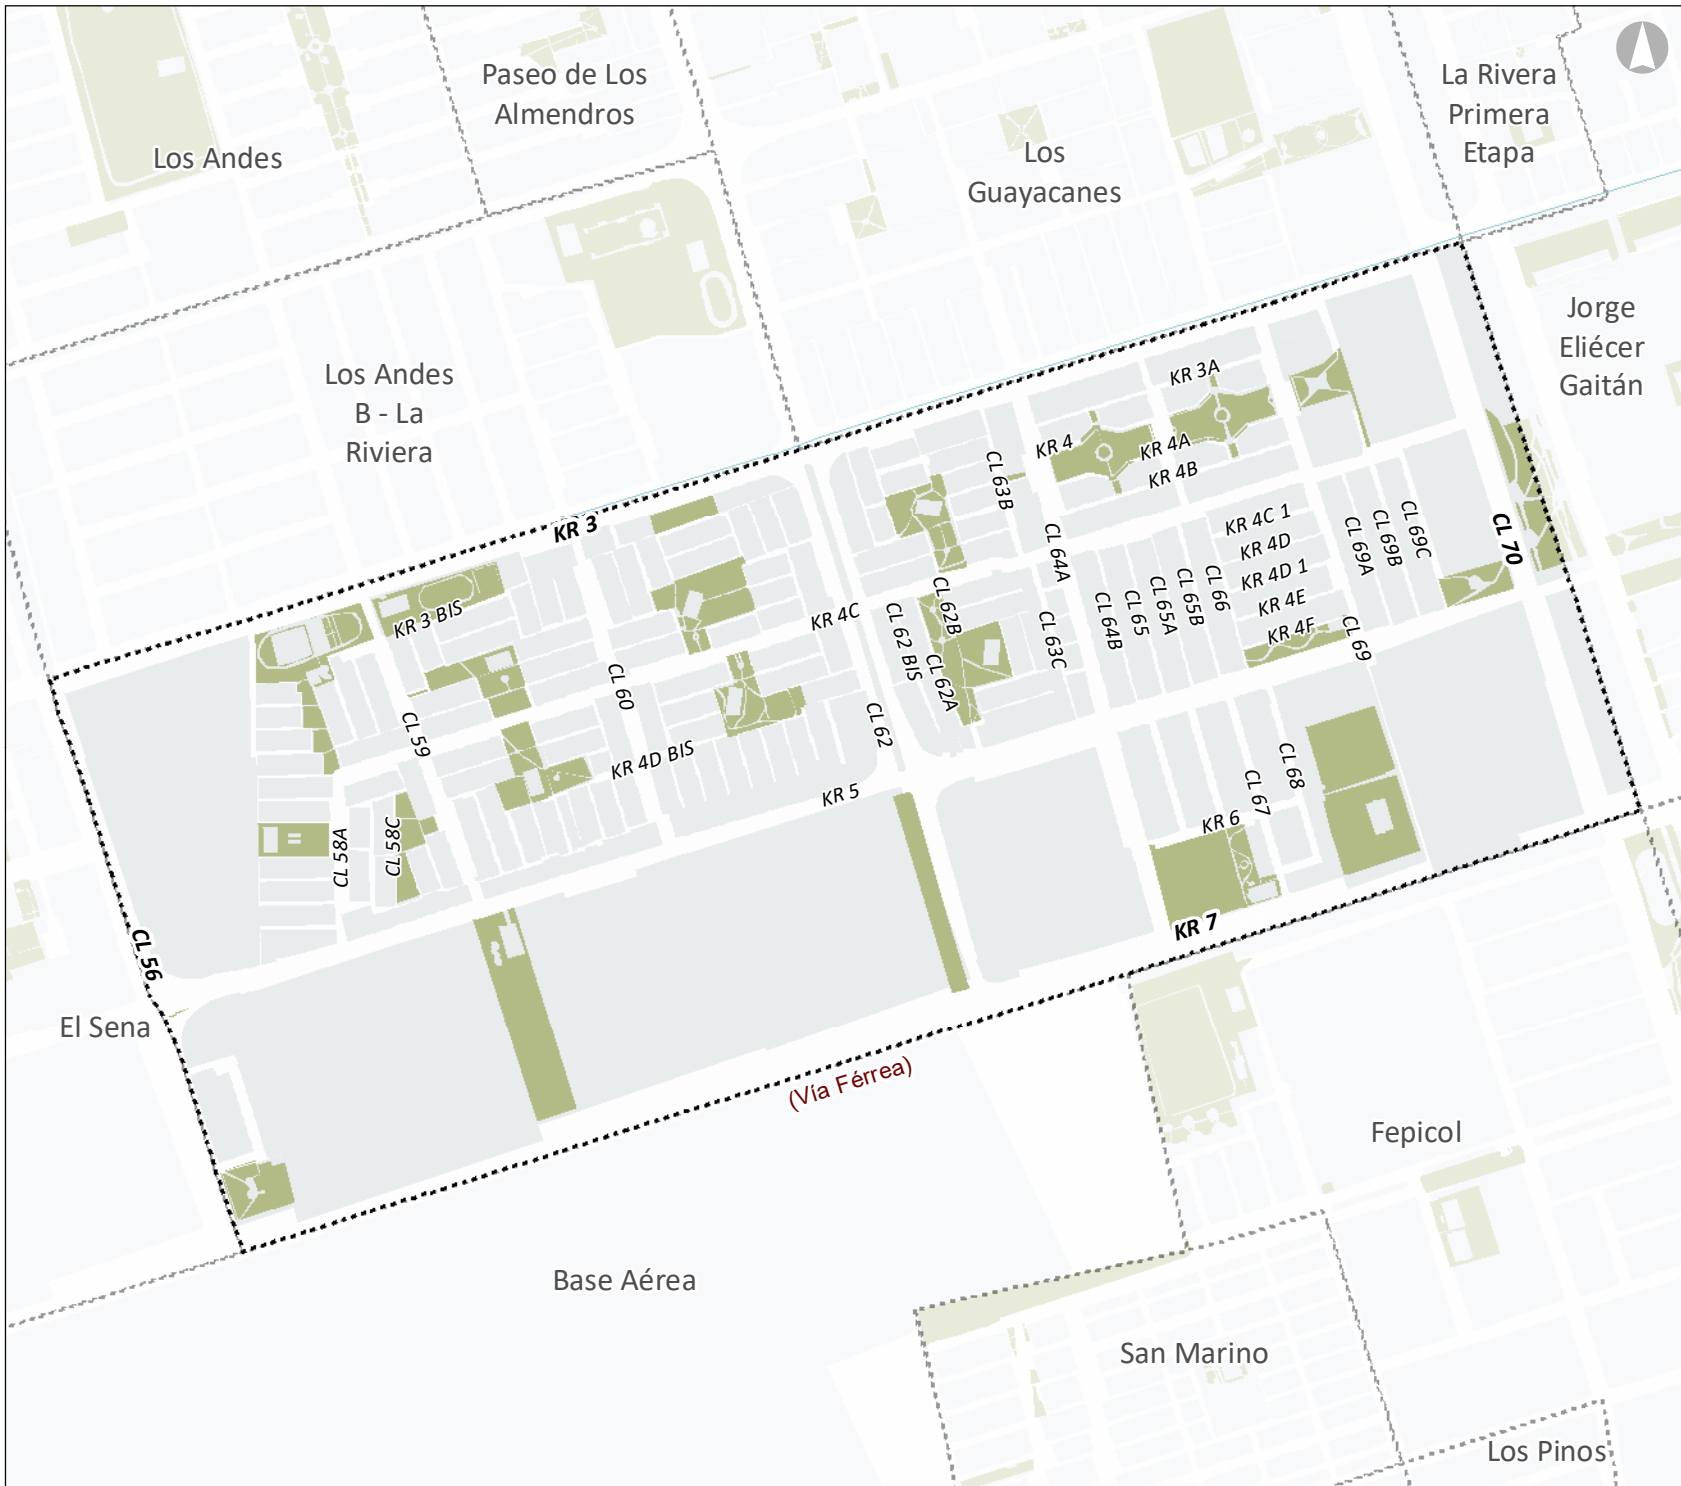 Paseo de Los
Almendros
La Rivera
Primera
Etapa
Los Andes
Los
Guayacanes
Jorge
Eliécer
Gaitán
Los Andes
B - La
Riviera
KR 3A
KR 4
KR 4A
KR 4B
CL 63B
KR 3
KR 4C 1
KR 4D
KR 4D 1
KR 4E
KR 4F
CL 69A
CL 69B
CL 69C
CL 70
CL 64A
KR 3 BIS
KR 4C
CL 62 BIS
CL 62B
CL 62A
CL 63C
CL 64B
CL 65
CL 65A
CL 65B
CL 66
CL 69
CL 59
CL 60
CL 62
KR 4D BIS
KR 5
CL 67
CL 68
KR 6
CL 58A
CL 58C
KR 7
CL 56
El Sena
(Vía Férrea)
Fepicol
Base Aérea
San Marino
Los Pinos